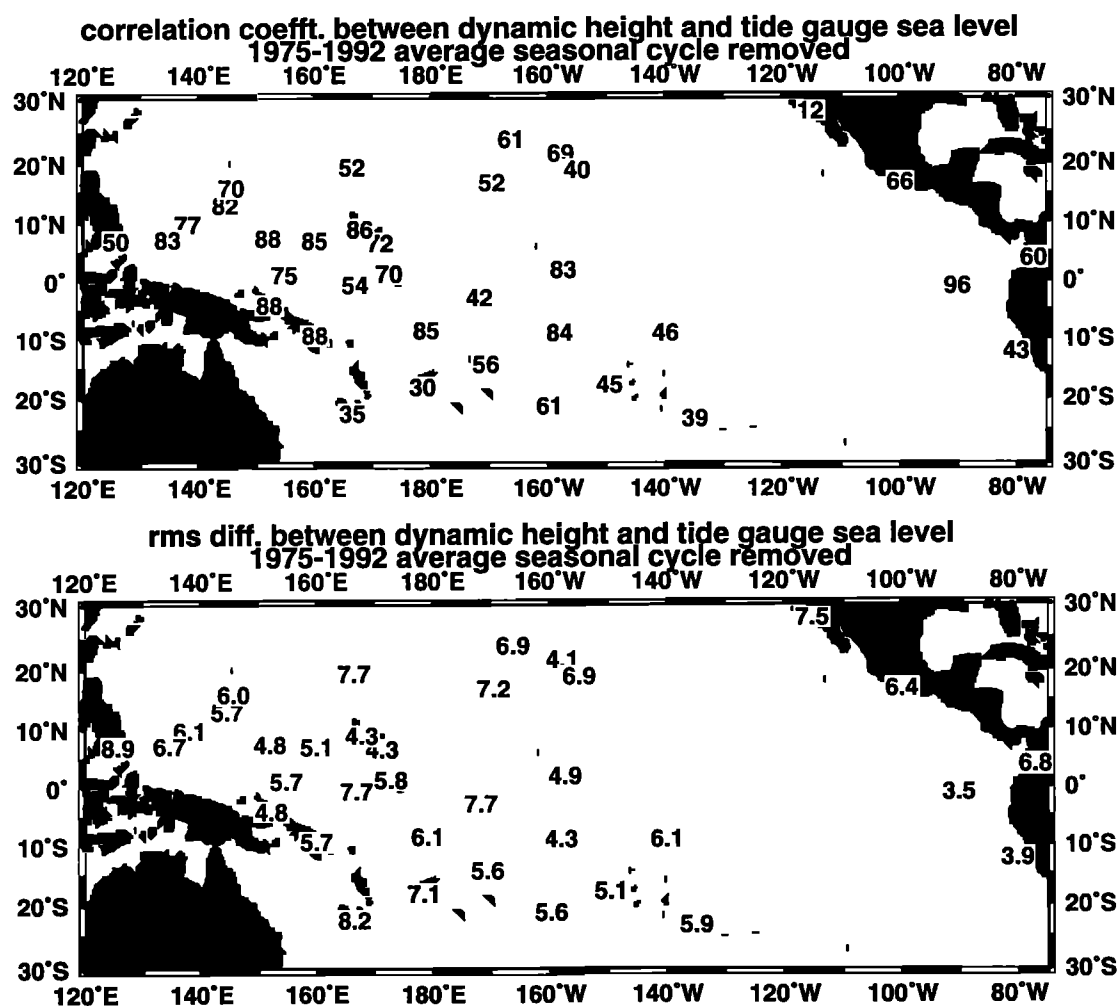 correlation coefft. between dynamic height and tide gauge sea level
1975-1992 average seasonal cycle removed
120˚E 140˚E 160˚E 180˚E 160˚W 140˚W 120˚W 100˚W 80˚W
30˚N 12 30˚N
61
69
20˚N 52 40 20˚N
52 66
70
82
10˚N 77 86 10˚N
50 83 88 85 72
60
0˚ 75 70 83 0˚
54 96
42
88
10˚S 88 85 84 46 10˚S
43
56
30 45
20˚S 35 61 39 20˚S
30˚S 30˚S
120˚E 140˚E 160˚E 180˚E 160˚W 140˚W 120˚W 100˚W 80˚W
rms diff. between dynamic height and tide gauge sea level
1975-1992 average seasonal cycle removed
120˚E 140˚E 160˚E 180˚E 160˚W 140˚W 120˚W 100˚W 80˚W
30˚N 7.5 30˚N
6.9
4.1
20˚N 7.7 6.9 20˚N
7.2 6.4
6.0
5.7
10˚N 6.1 4.3 10˚N
8.9 6.7 4.8 5.1 4.3
6.8
0˚ 5.7 5.8 4.9 0˚
7.7 3.5
7.7
4.8
10˚S 5.7 6.1 4.3 6.1 10˚S
3.9
5.6
7.1 5.1
20˚S 8.2 5.6 5.9 20˚S
30˚S 30˚S
120˚E 140˚E 160˚E 180˚E 160˚W 140˚W 120˚W 100˚W 80˚W